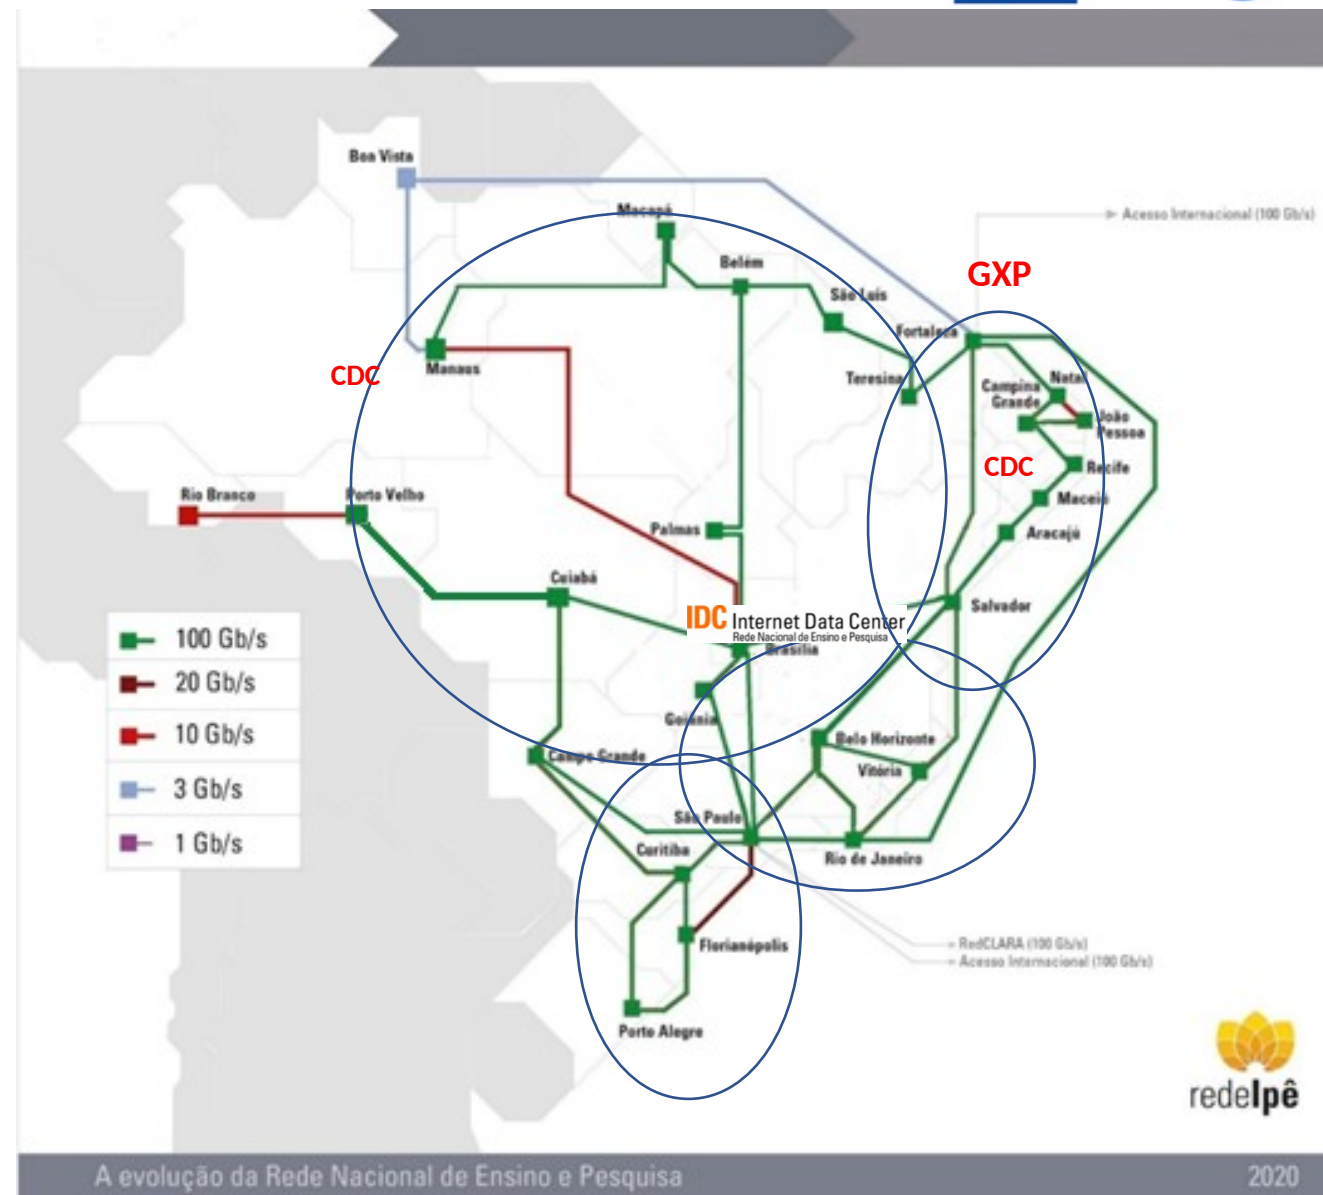 Boa Vista
Macapá
Acesso Internacional (100 Gb/s)
Belém
GXP
São Luís
Fortaleza
Manaus
CDC
Teresina
Natal
Campina
Grande
João
Pessoa
CDC
Recife
Rio Branco
Porto Velho
Maceió
Palmas
Aracajú
Cuiabá
Salvador
IDC Internet Data Center
Rede Nacional de Ensino e Pesquisa
Brasília
100 Gb/s
20 Gb/s
10 Gb/s
3 Gb/s
1 Gb/s
Goiânia
Belo Horizonte
Campo Grande
Vitória
São Paulo
Curitiba
Rio de Janeiro
Florianópolis
RedCLARA (100 Gb/s)
Acesso Internacional (100 Gb/s)
Porto Alegre
redeIpê
A evolução da Rede Nacional de Ensino e Pesquisa
2020